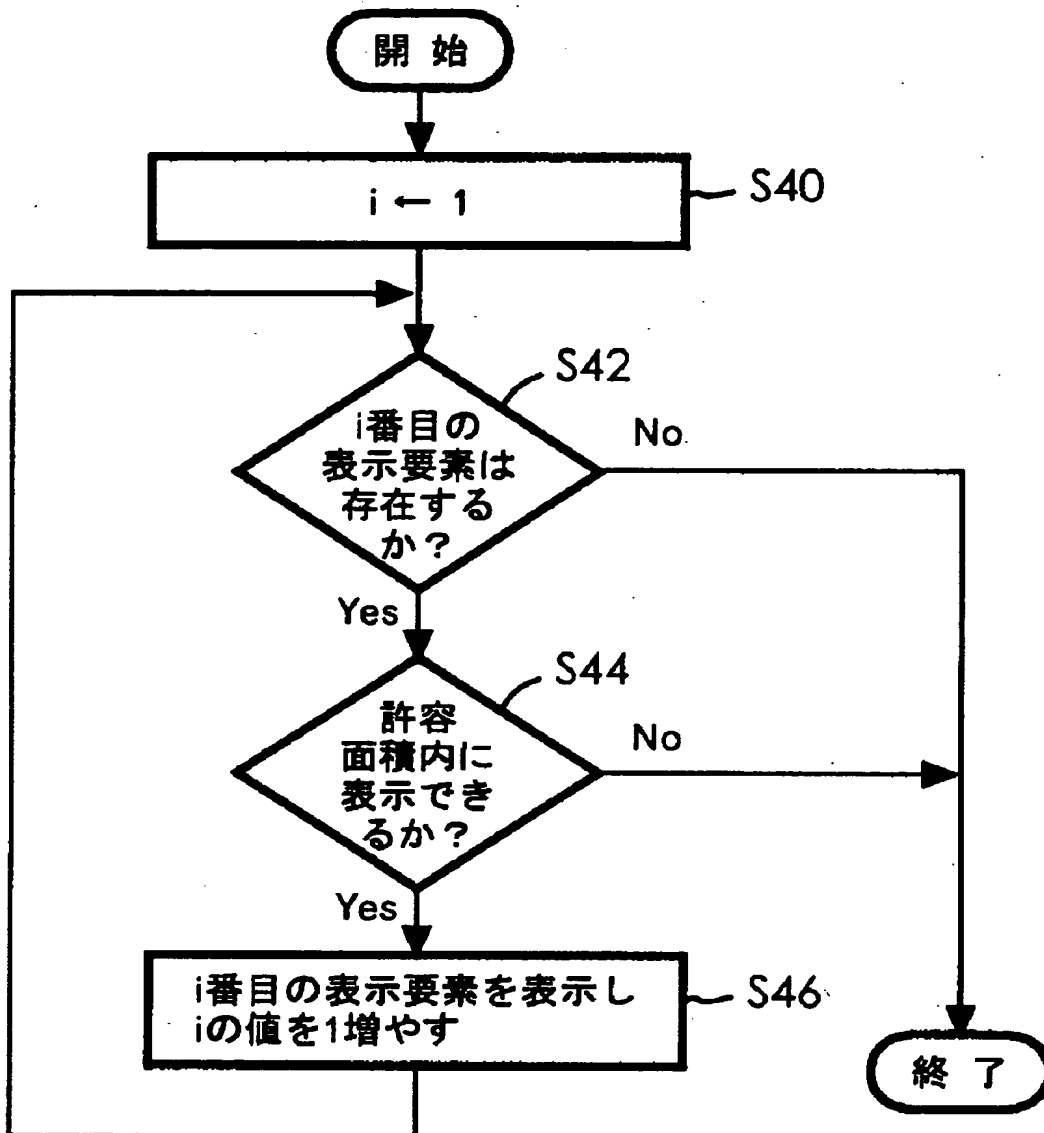 開 始
i ← 1
S40
S42
i番目の
表示要素は
存在する
か？
No
Yes
S44
許容
面積内に
表示でき
るか？
No
Yes
i番目の表示要素を表示し
iの値を1増やす
S46
終 了